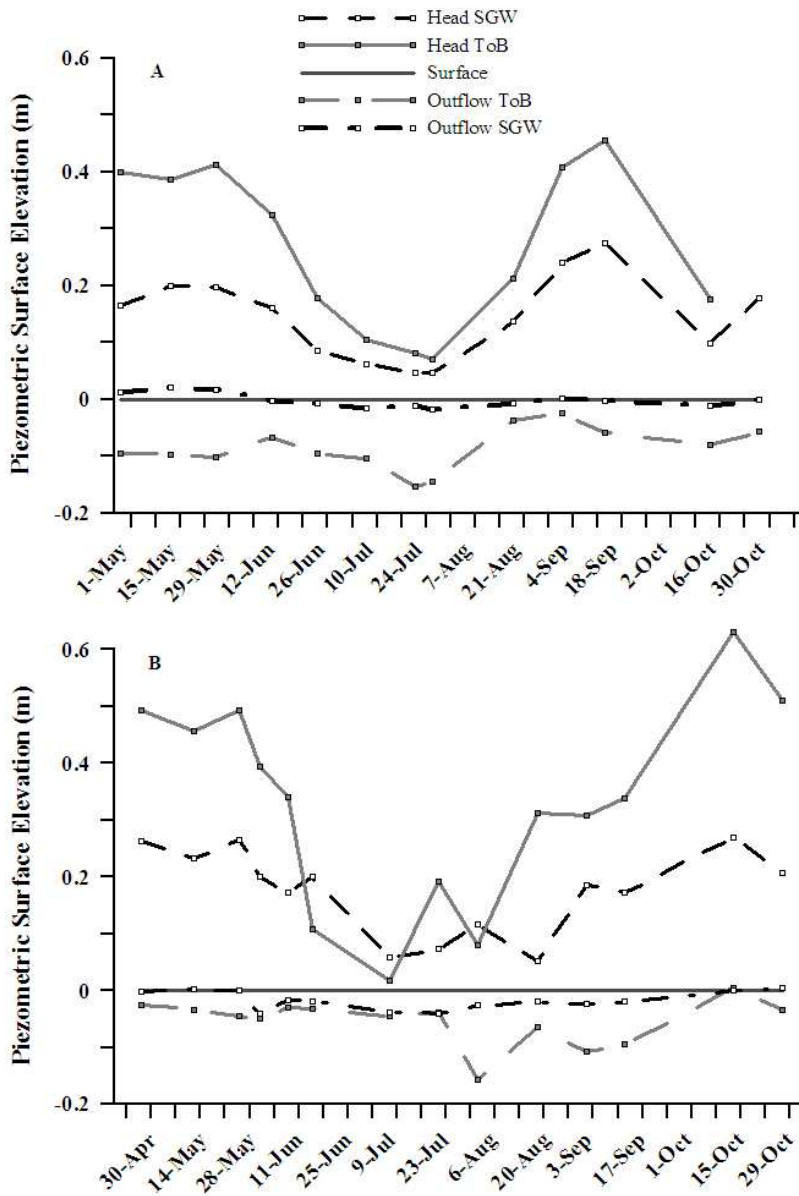 Head SGW
Head ToB
Surface
Outflow ToB
Outflow SGW
A
Piezometric Surface Elevation (m)
0.6
0.4
0.2
0
-0.2
1-May
15-May
29-May
12-Jun
26-Jun
10-Jul
24-Jul
7-Aug
21-Aug
4-Sep
18-Sep
2-Oct
16-Oct
30-Oct
B
Piezometric Surface Elevation (m)
0.6
0.4
0.2
0
-0.2
30-Apr
14-May
28-May
11-Jun
25-Jun
9-Jul
23-Jul
6-Aug
20-Aug
3-Sep
17-Sep
1-Oct
15-Oct
29-Oct